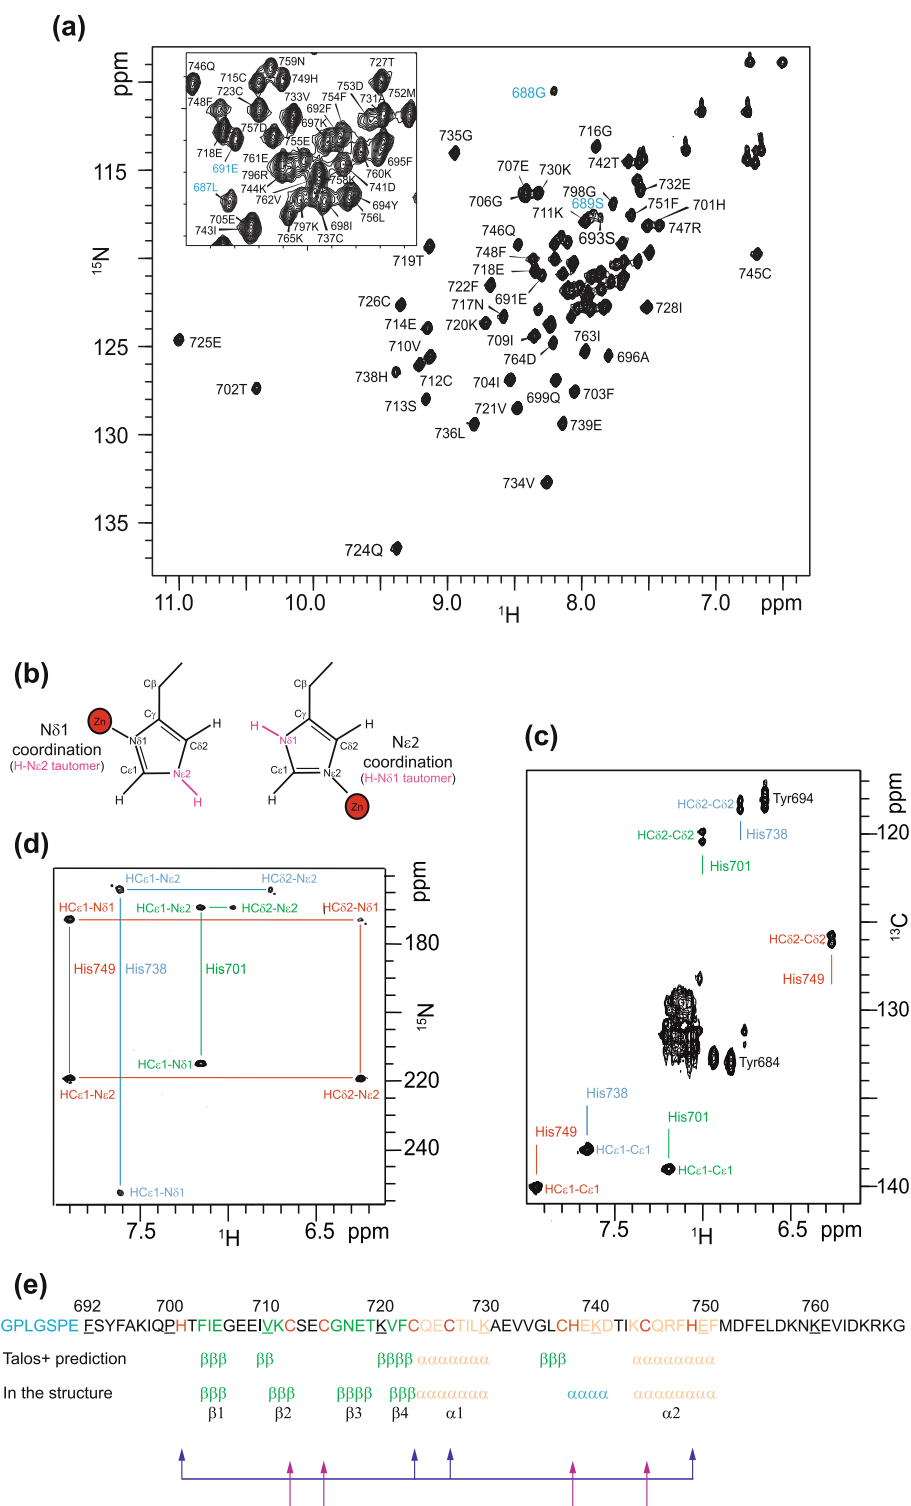 (a)
ppm
115
125
130
135
15N
11.0 10.0 9.0 8.0 7.0 ppm
1H
746Q
759N
727T
715C
749H
723C
753D
752M
748F
733V
754F
731A
692F
757D
697K
755E
718E
691E
761E
695F
796R
758K
760K
687L
744K
741D
762V
694Y
705E
756L
743I
797K
698I
765K
737C
688G
735G
716G
742T
707E
730K
732E
706G
798G
751F
689S
711K
701H
693S
747R
746Q
719T
748F
745C
718E
722F
691E
726C
717N
728I
714E
720K
725E
709I
763I
710V
764D
696A
738H
712C
704I
702T
699Q
703F
713S
721V
736L
739E
734V
724Q
(b)
Nδ1
coordination
(H-Nε2 tautomer)
Zn
Cβ
Cγ
H
Nδ1
Cδ2
Cε1
Nε2
H
H
Cβ
H
Cγ
H
Nδ1
Cδ2
Cε1
Nε2
H
Zn
Nε2
coordination
(H-Nδ1 tautomer)
(c)
ppm
120
13C
130
140
7.5 1H 6.5 ppm
HCδ2-Cδ2
Tyr694
HCδ2-Cδ2
His738
His701
HCδ2-Cδ2
His749
Tyr684
His738
His701
His749
HCε1-Cε1
HCε1-Cε1
HCε1-Cε1
(d)
ppm
180
15N
220
240
7.5 1H 6.5 ppm
HCε1-Nε2
HCδ2-Nε2
HCε1-Nδ1
HCε1-Nε2
HCδ2-Nε2
HCδ2-Nδ1
His749
His738
His701
HCε1-Nδ1
HCε1-Nε2
HCδ2-Nε2
HCε1-Nδ1
(e)
692 700 710 720 730 740 750 760
GPLGSPEFSYFAKIQPHTFIEGEEIVKCSECGNETKVFCQECTILKAEVVGLCHEKDTIKCQRFHEFMDFELDKNKEVIDKRKG
Talos+ prediction βββ ββ ββββ ααααααα βββ αααααααα
In the structure βββ βββ ββββ βββ ααααααα αααα αααααααα
β1 β2 β3 β4 α1 α2